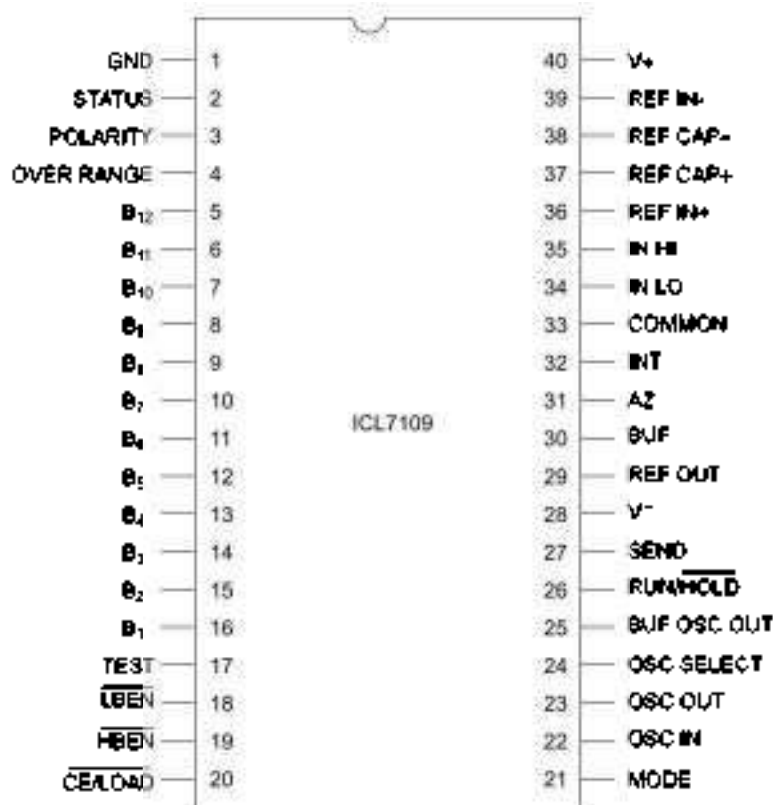 GND 1
STATUS 2
POLARITY 3
OVER RANGE 4
B₁₂ 5
B₁₁ 6
B₁₀ 7
B₉ 8
B₈ 9
B₇ 10
B₆ 11
B₅ 12
B₄ 13
B₃ 14
B₂ 15
B₁ 16
TEST 17
LBEN 18
HBEN 19
CE/LOAD 20
ICL7109
40 V+
39 REF IN-
38 REF CAP-
37 REF CAP+
36 REF IN+
35 IN HI
34 IN LO
33 COMMON
32 INT
31 AZ
30 BUF
29 REF OUT
28 V-
27 SEND
26 RUN/HOLD
25 BUF OSC OUT
24 OSC SELECT
23 OSC OUT
22 OSC IN
21 MODE